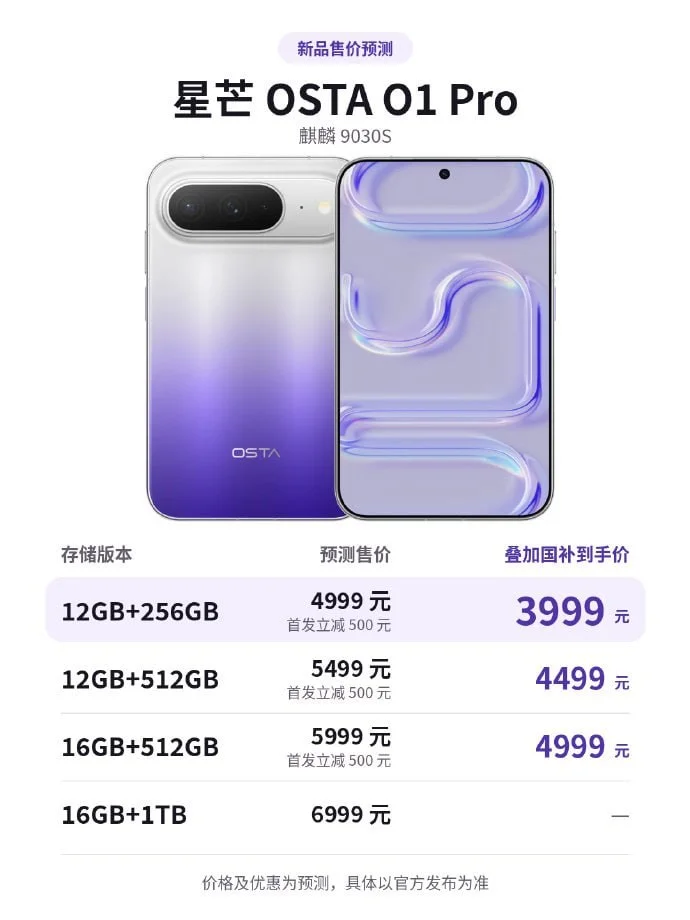 新品售价预测
星芒 OSTA O1 Pro
麒麟 9030S
OSTA
存储版本 预测售价 叠加国补到手价
12GB+256GB 4999 元 3999 元
首发立减 500 元
12GB+512GB 5499 元 4499 元
首发立减 500 元
16GB+512GB 5999 元 4999 元
首发立减 500 元
16GB+1TB 6999 元 —
价格及优惠为预测，具体以官方发布为准